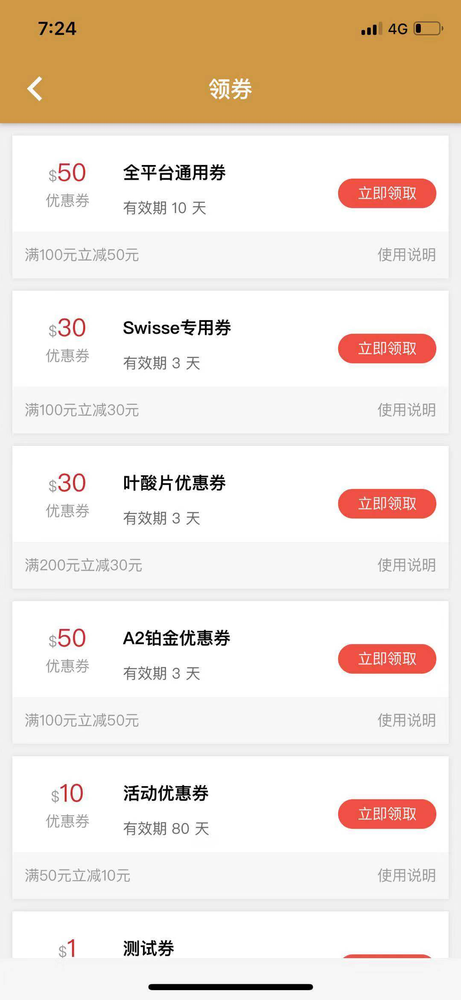 7:24
4G
领券
$50
全平台通用券
优惠券
有效期 10 天
立即领取
满100元立减50元
使用说明
$30
Swisse专用券
优惠券
有效期 3 天
立即领取
满100元立减30元
使用说明
$30
叶酸片优惠券
优惠券
有效期 3 天
立即领取
满200元立减30元
使用说明
$50
A2铂金优惠券
优惠券
有效期 3 天
立即领取
满100元立减50元
使用说明
$10
活动优惠券
优惠券
有效期 80 天
立即领取
满50元立减10元
使用说明
$1
测试券